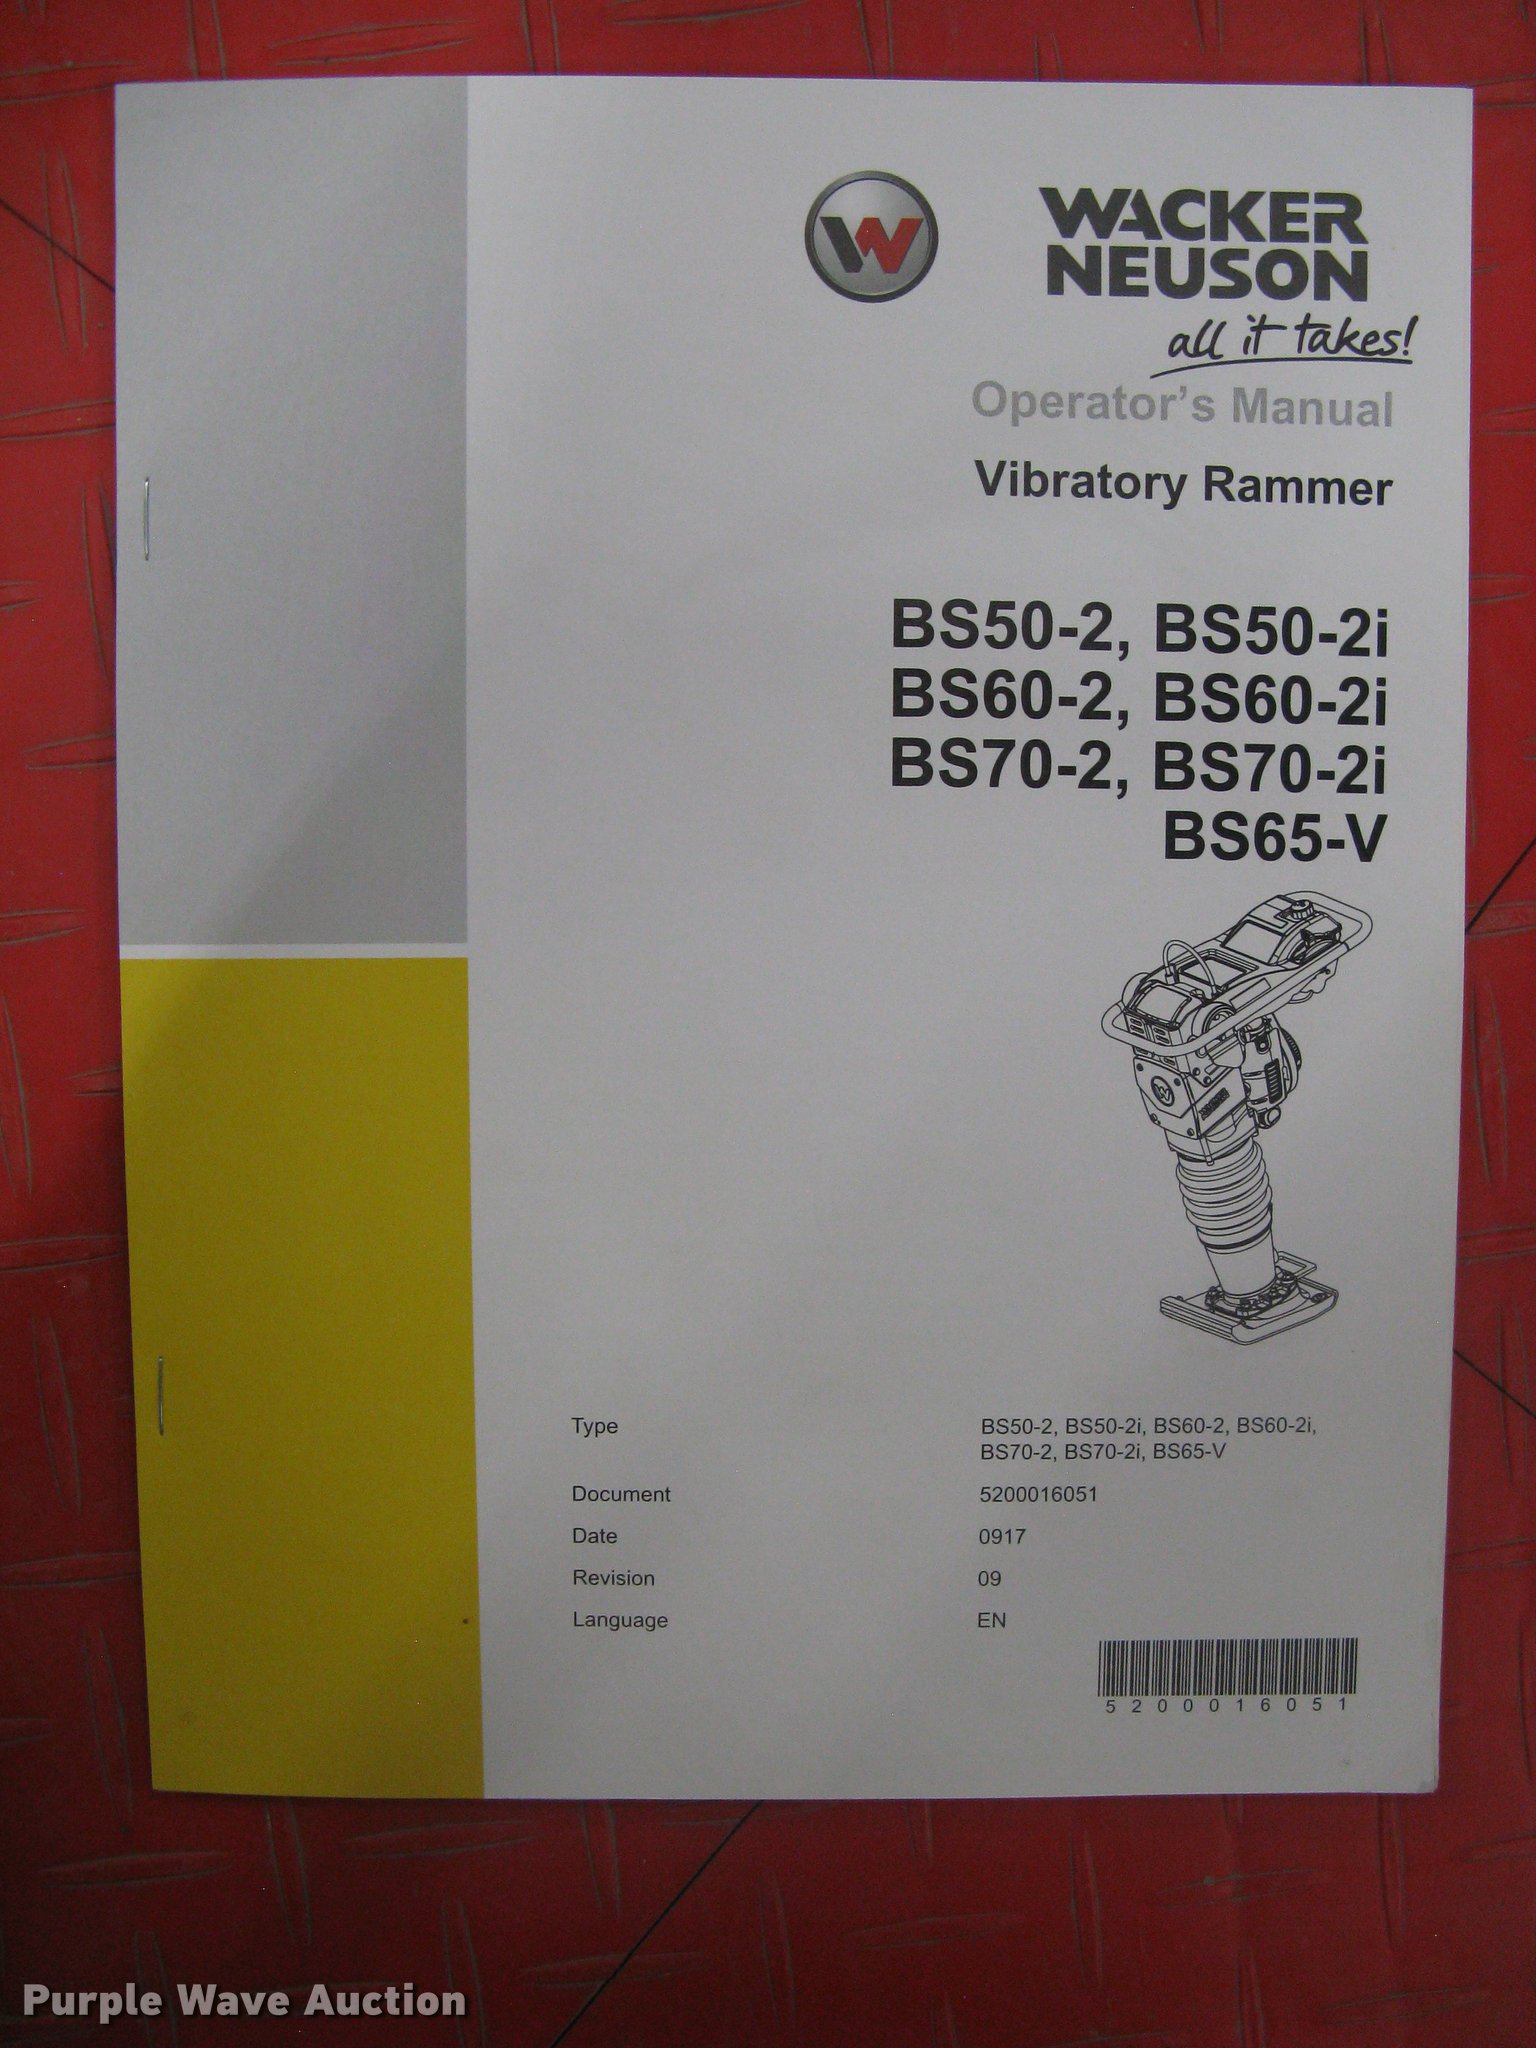 W
WACKER
NEUSON
all it takes!
Operator's Manual
Vibratory Rammer
BS50-2, BS50-2i
BS60-2, BS60-2i
BS70-2, BS70-2i
BS65-V
Type BS50-2, BS50-2i, BS60-2, BS60-2i,
BS70-2, BS70-2i, BS65-V
Document 5200016051
Date 0917
Revision 09
Language EN
5200016051
Purple Wave Auction